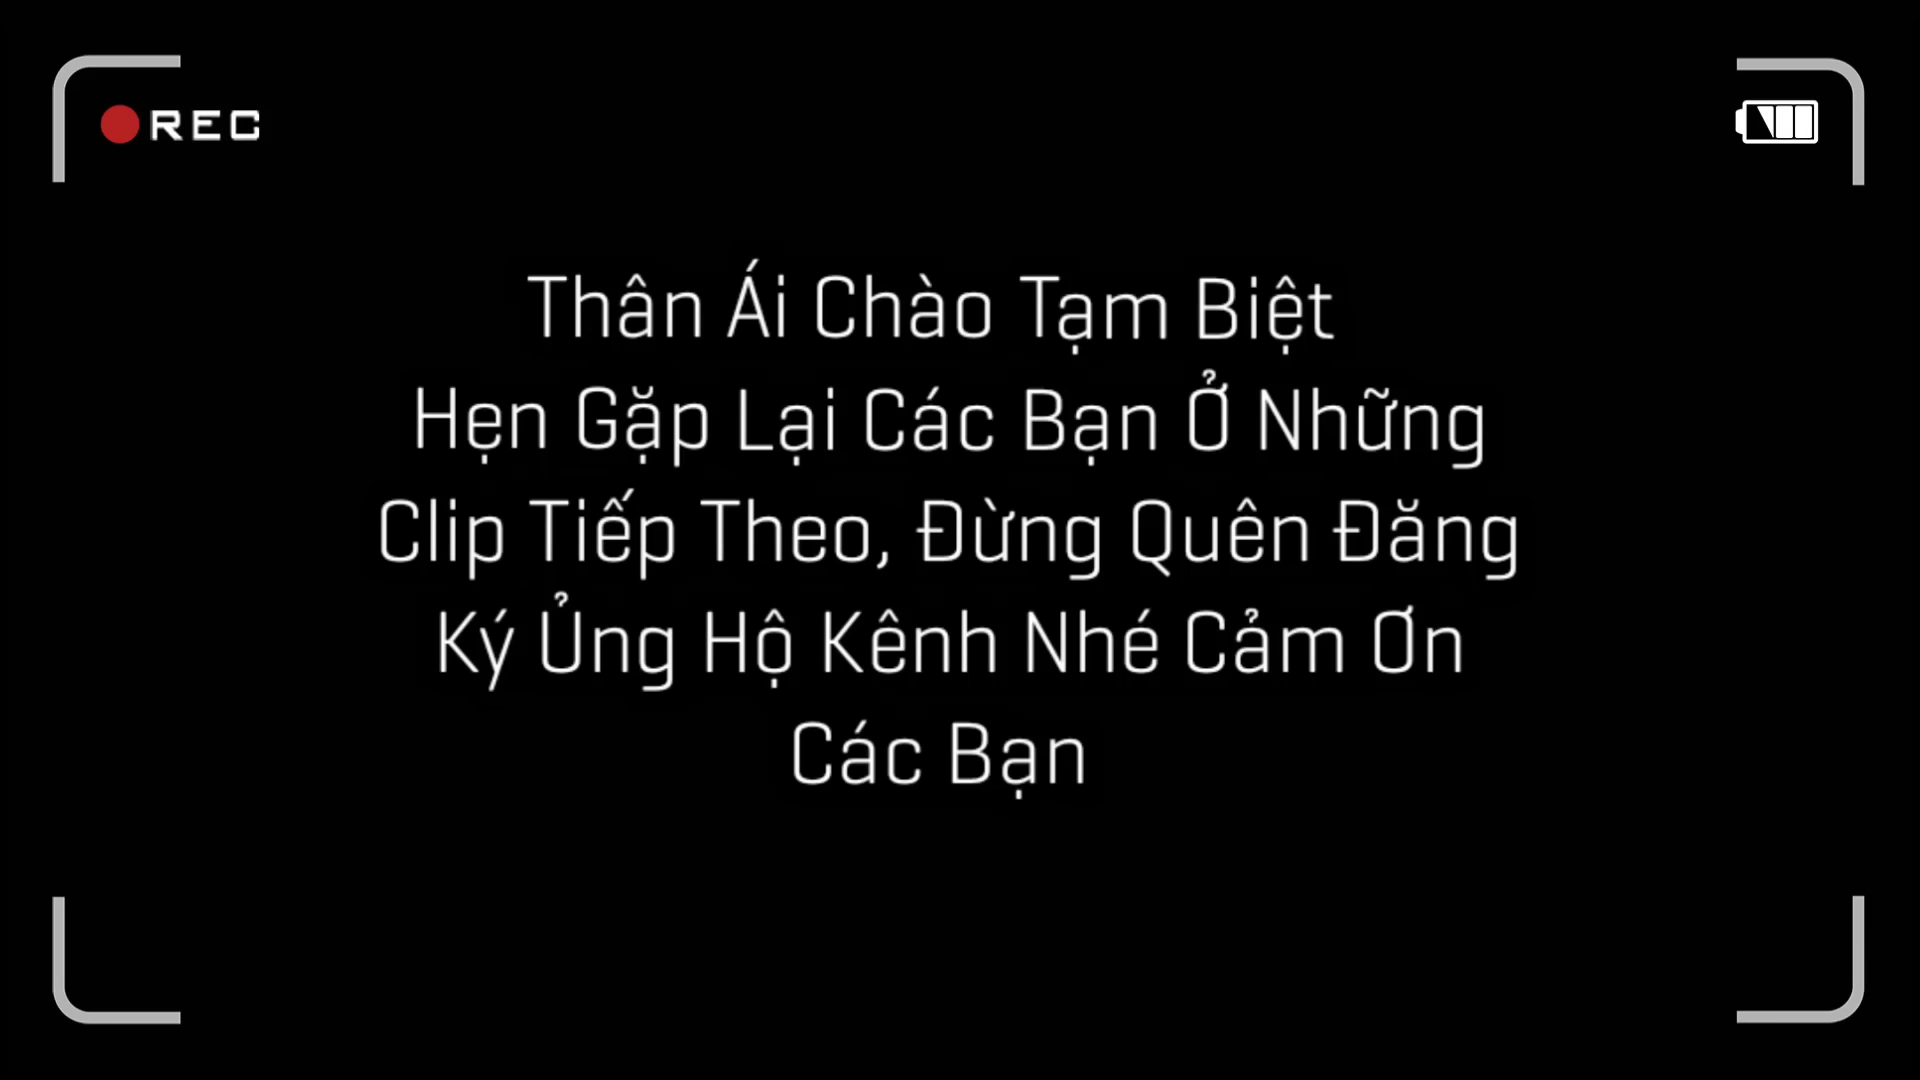 REC
Thân Ái Chào Tạm Biệt
Hẹn Gặp Lại Các Bạn Ở Những
Clip Tiếp Theo, Đừng Quên Đăng
Ký Ủng Hộ Kênh Nhé Cảm Ơn
Các Bạn